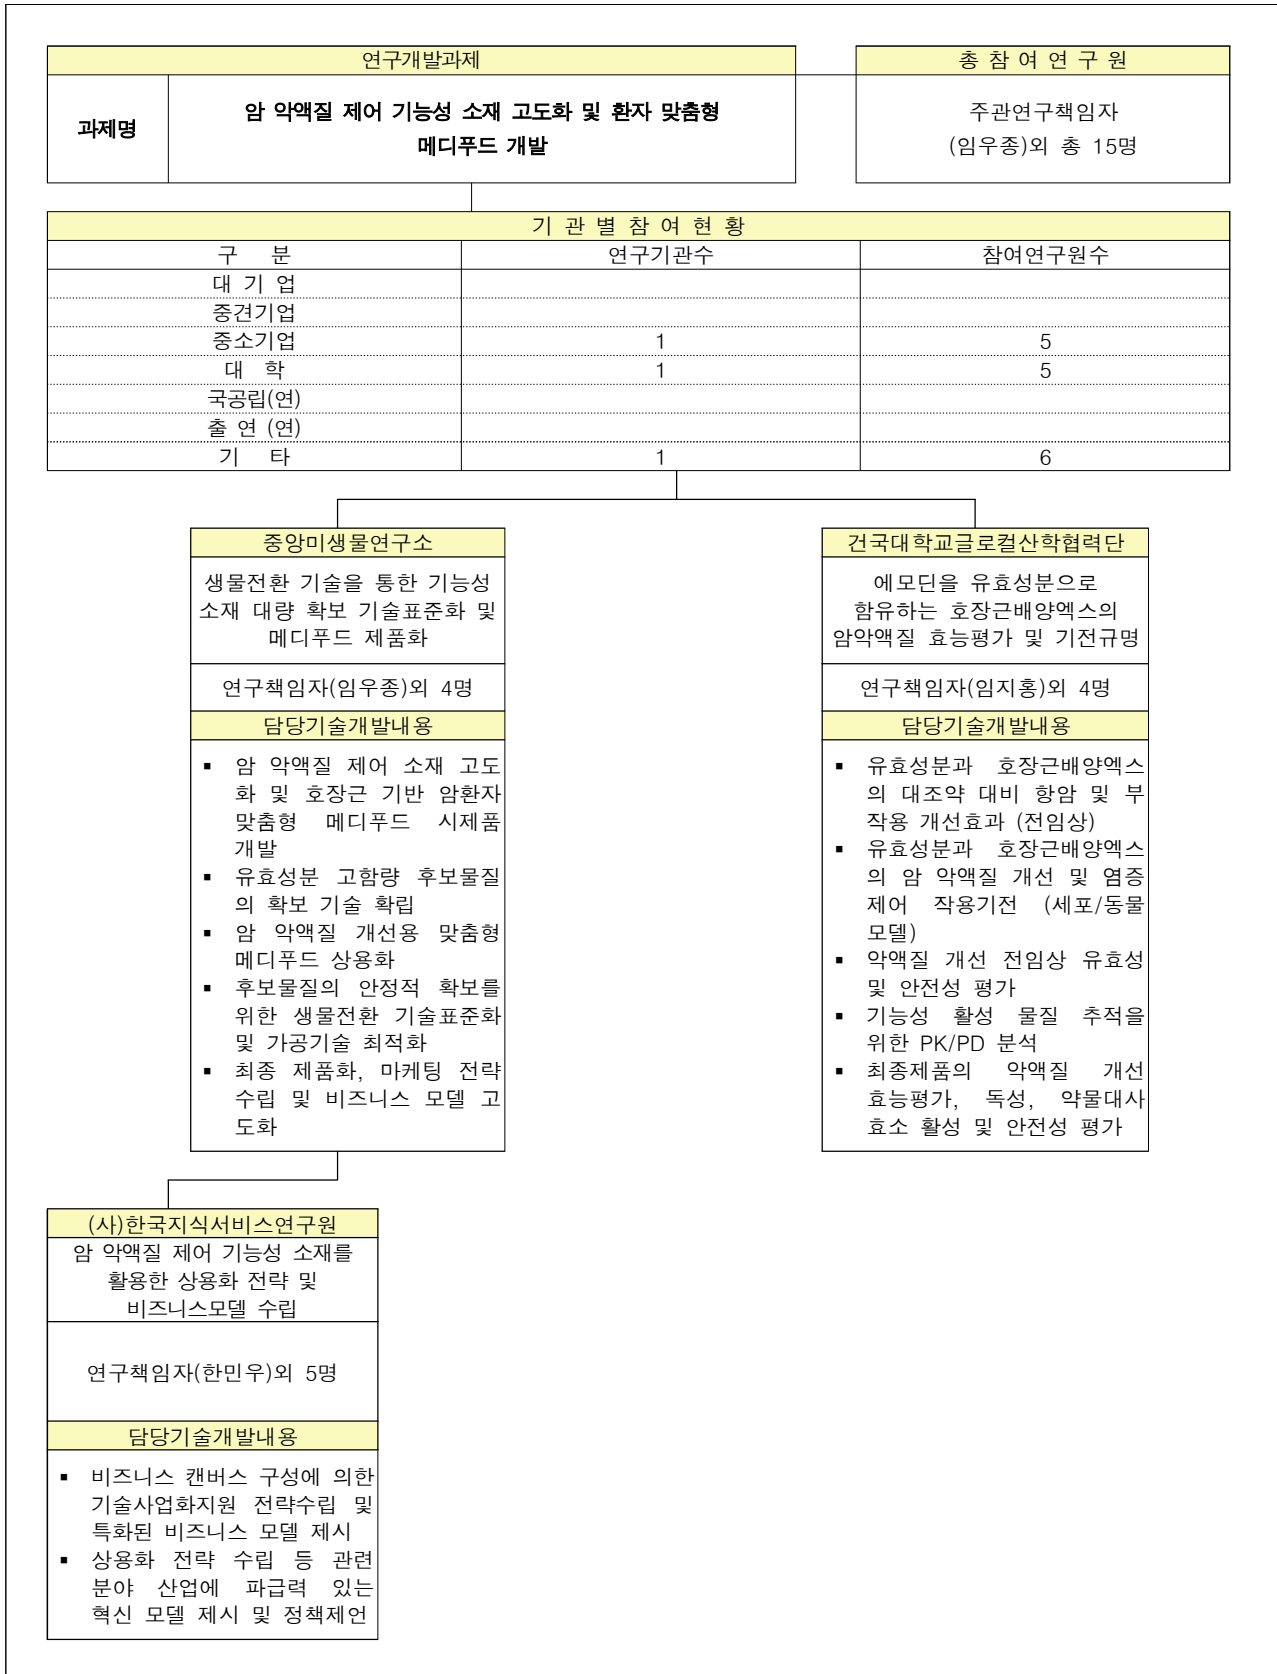 연구개발과제
총 참 여 연 구 원
과제명
암 악액질 제어 기능성 소재 고도화 및 환자 맞춤형
메디푸드 개발
주관연구책임자
(임우종)외 총 15명
기 관 별 참 여 현 황
구 분 연구기관수 참여연구원수
대 기 업
중견기업
중소기업 1 5
대 학 1 5
국공립(연)
출 연 (연)
기 타 1 6
중앙미생물연구소
생물전환 기술을 통한 기능성
소재 대량 확보 기술표준화 및
메디푸드 제품화
연구책임자(임우종)외 4명
담당기술개발내용
▪ 암 악액질 제어 소재 고도
화 및 호장근 기반 암환자
맞춤형 메디푸드 시제품
개발
▪ 유효성분 고함량 후보물질
의 확보 기술 확립
▪ 암 악액질 개선용 맞춤형
메디푸드 상용화
▪ 후보물질의 안정적 확보를
위한 생물전환 기술표준화
및 가공기술 최적화
▪ 최종 제품화, 마케팅 전략
수립 및 비즈니스 모델 고
도화
건국대학교글로컬산학협력단
에모딘을 유효성분으로
함유하는 호장근배양엑스의
암악액질 효능평가 및 기전규명
연구책임자(임지홍)외 4명
담당기술개발내용
▪ 유효성분과 호장근배양엑스
의 대조약 대비 항암 및 부
작용 개선효과 (전임상)
▪ 유효성분과 호장근배양엑스
의 암 악액질 개선 및 염증
제어 작용기전 (세포/동물
모델)
▪ 악액질 개선 전임상 유효성
및 안전성 평가
▪ 기능성 활성 물질 추적을
위한 PK/PD 분석
▪ 최종제품의 악액질 개선
효능평가, 독성, 약물대사
효소 활성 및 안전성 평가
(사)한국지식서비스연구원
암 악액질 제어 기능성 소재를
활용한 상용화 전략 및
비즈니스모델 수립
연구책임자(한민우)외 5명
담당기술개발내용
▪ 비즈니스 캔버스 구성에 의한
기술사업화지원 전략수립 및
특화된 비즈니스 모델 제시
▪ 상용화 전략 수립 등 관련
분야 산업에 파급력 있는
혁신 모델 제시 및 정책제언